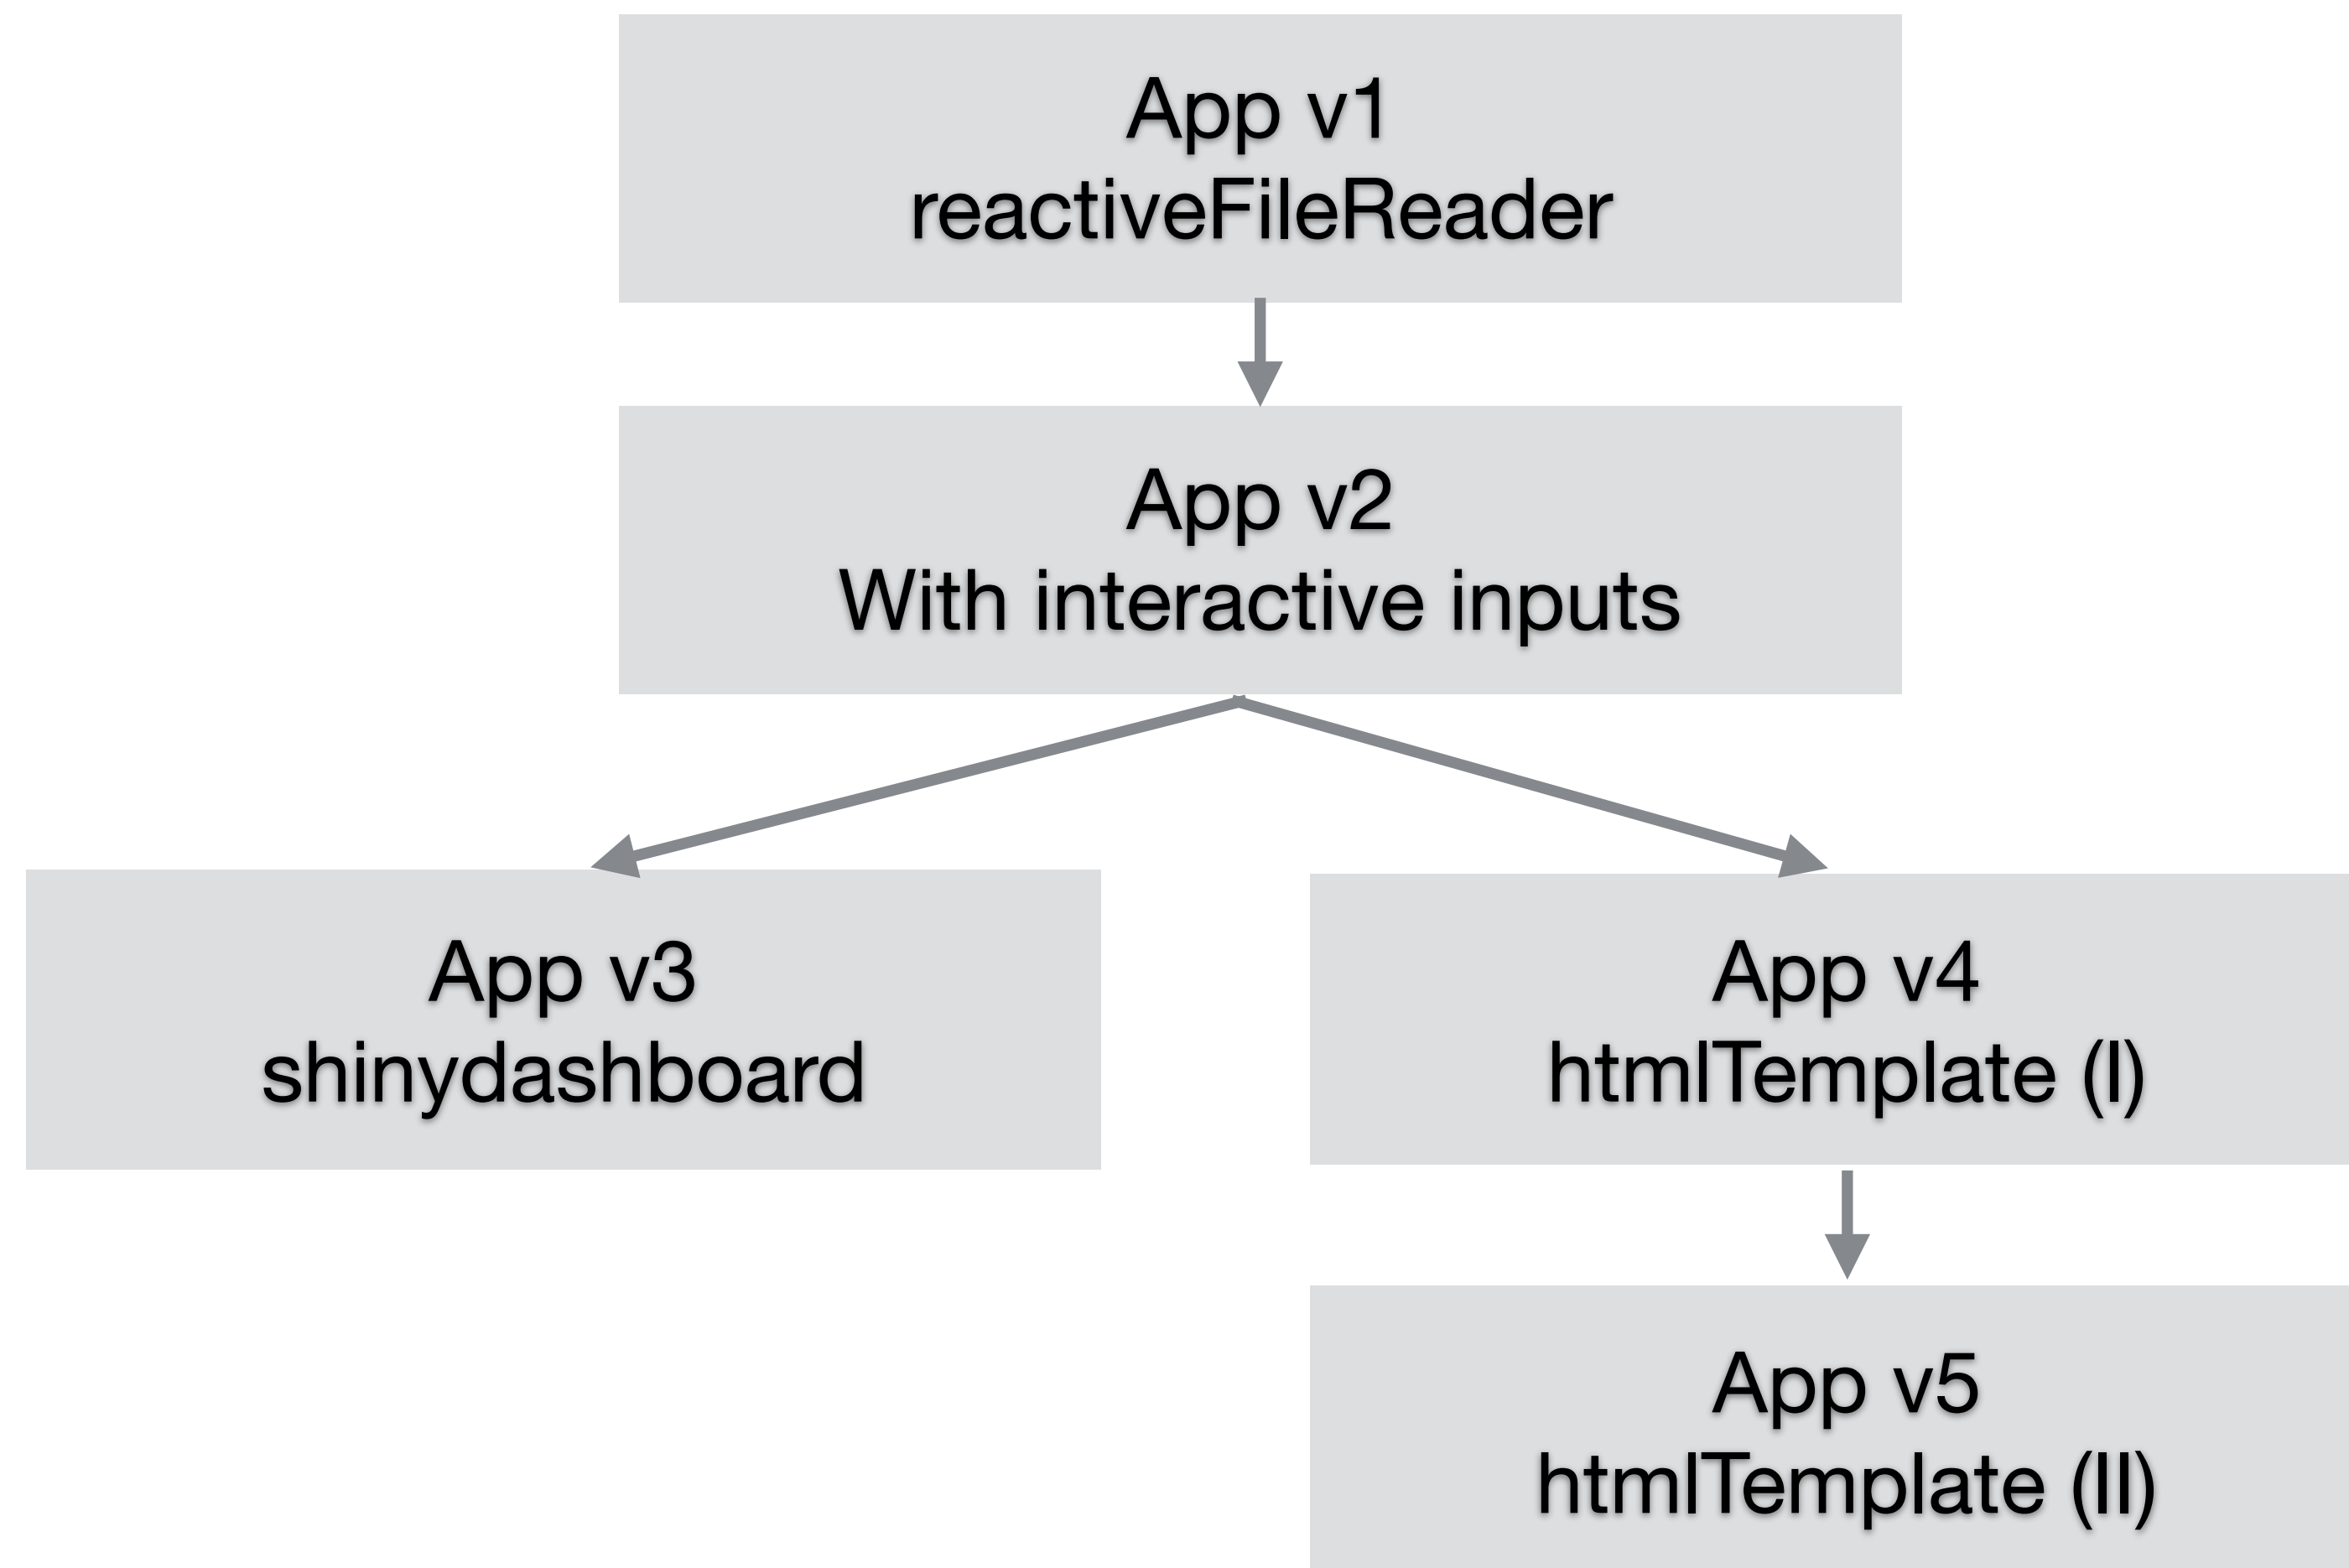 App v1
reactiveFileReader
App v2
With interactive inputs
App v3
shinydashboard
App v4
htmlTemplate (I)
App v5
htmlTemplate (II)